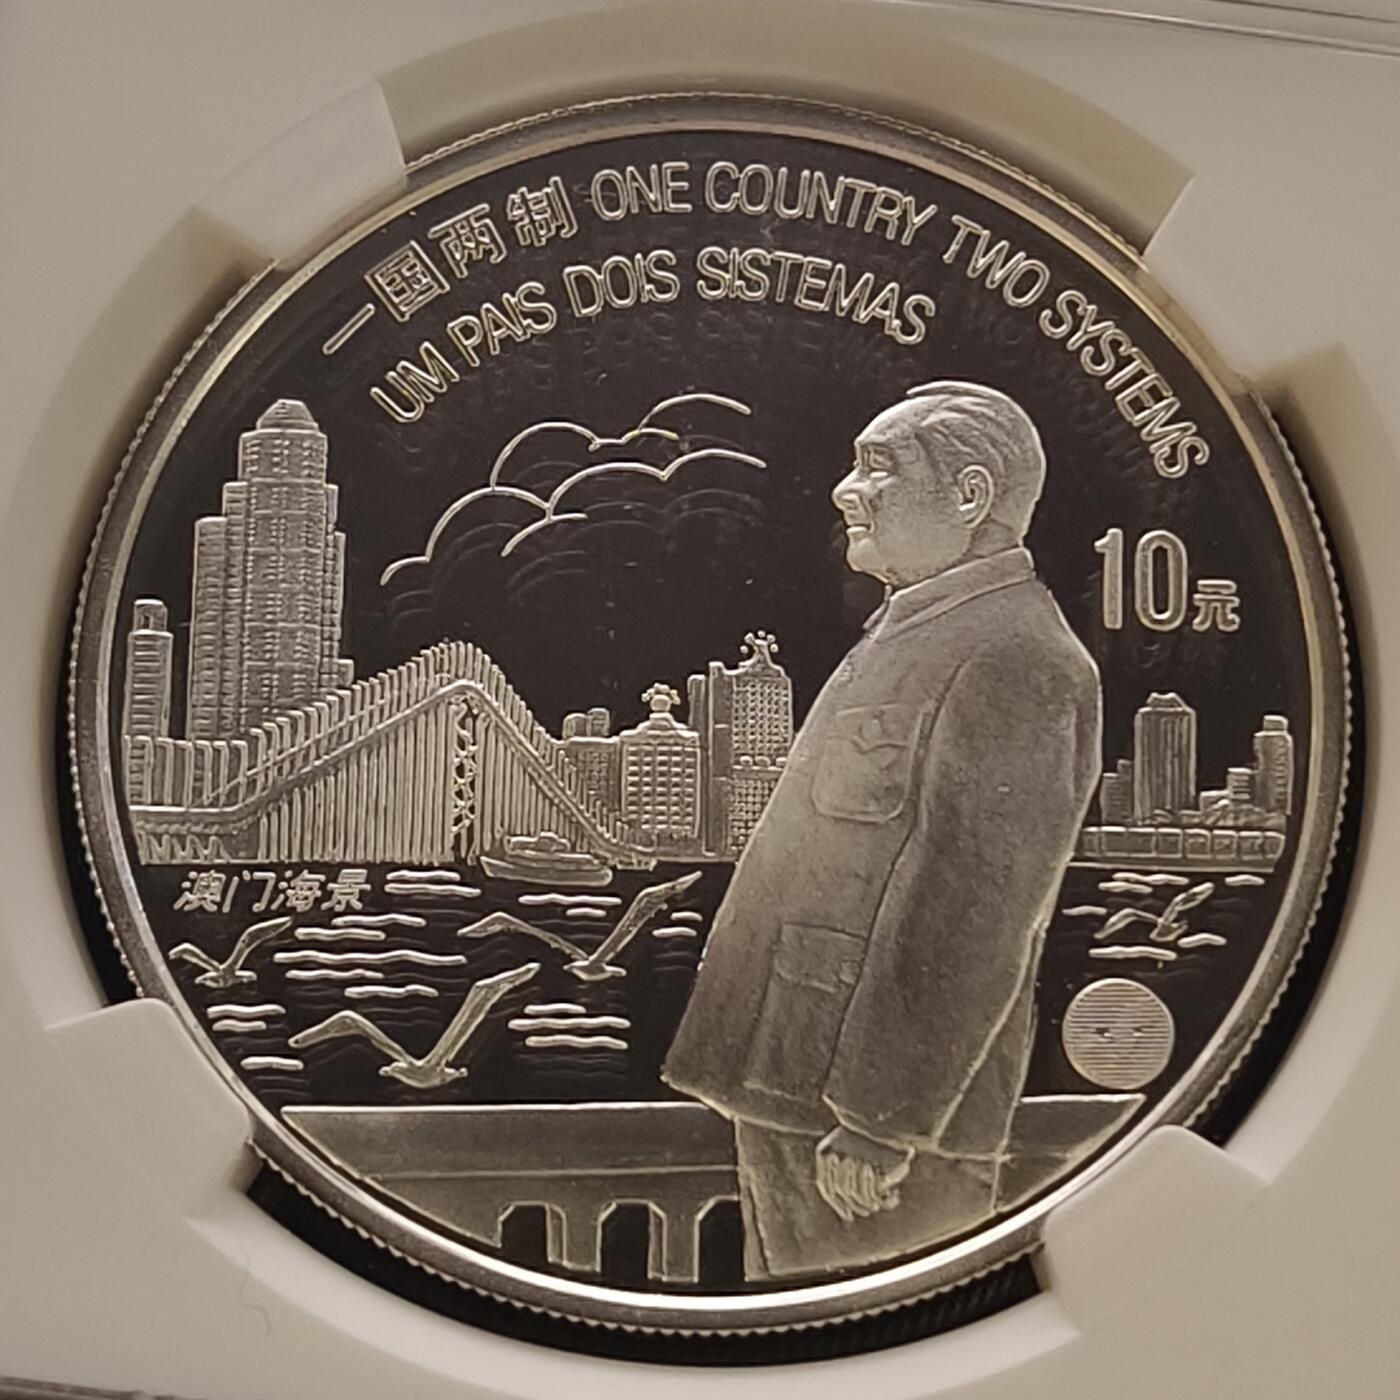 一国两制 ONE COUNTRY TWO SYSTEMS
UM PAIS DOIS SISTEMAS
10元
澳门海景